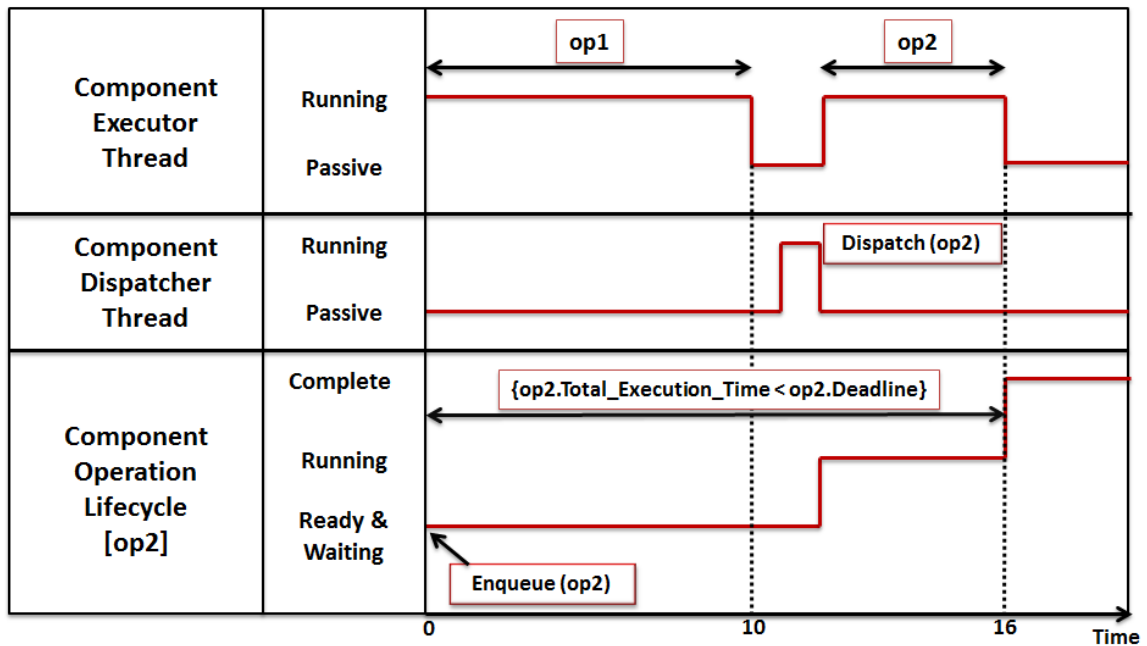 op1
op2
Component
Executor
Thread
Running
Passive
Component
Dispatcher
Thread
Running
Dispatch (op2)
Passive
Component
Operation
Lifecycle
[op2]
Complete
{op2.Total_Execution_Time < op2.Deadline}
Running
Ready &
Waiting
Enqueue (op2)
0
10
16
Time